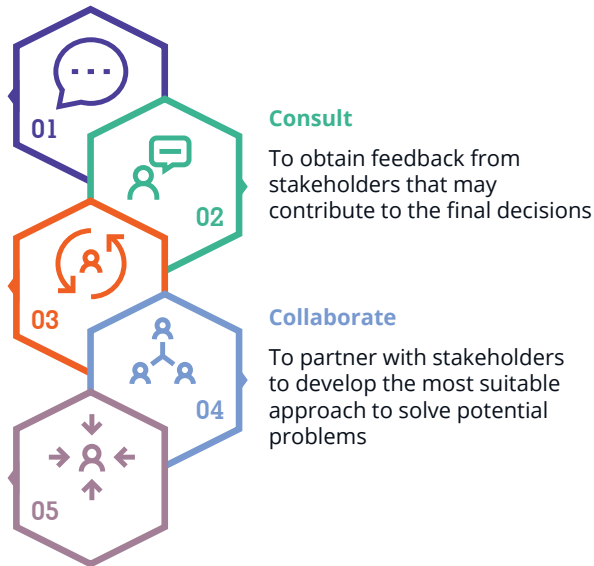 01
Consult
To obtain feedback from
stakeholders that may
contribute to the final decisions
02
03
Collaborate
To partner with stakeholders
to develop the most suitable
approach to solve potential
problems
04
05